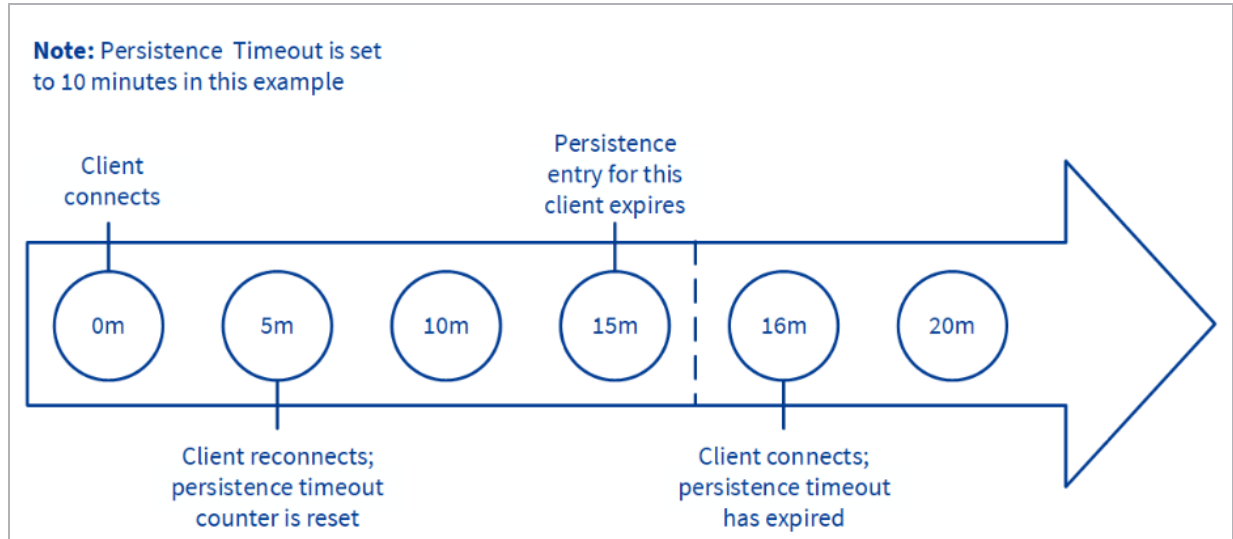 Note: Persistence Timeout is set
to 10 minutes in this example
Client
connects
Persistence
entry for this
client expires
0m
5m
10m
15m
16m
20m
Client reconnects;
persistence timeout
counter is reset
Client connects;
persistence timeout
has expired